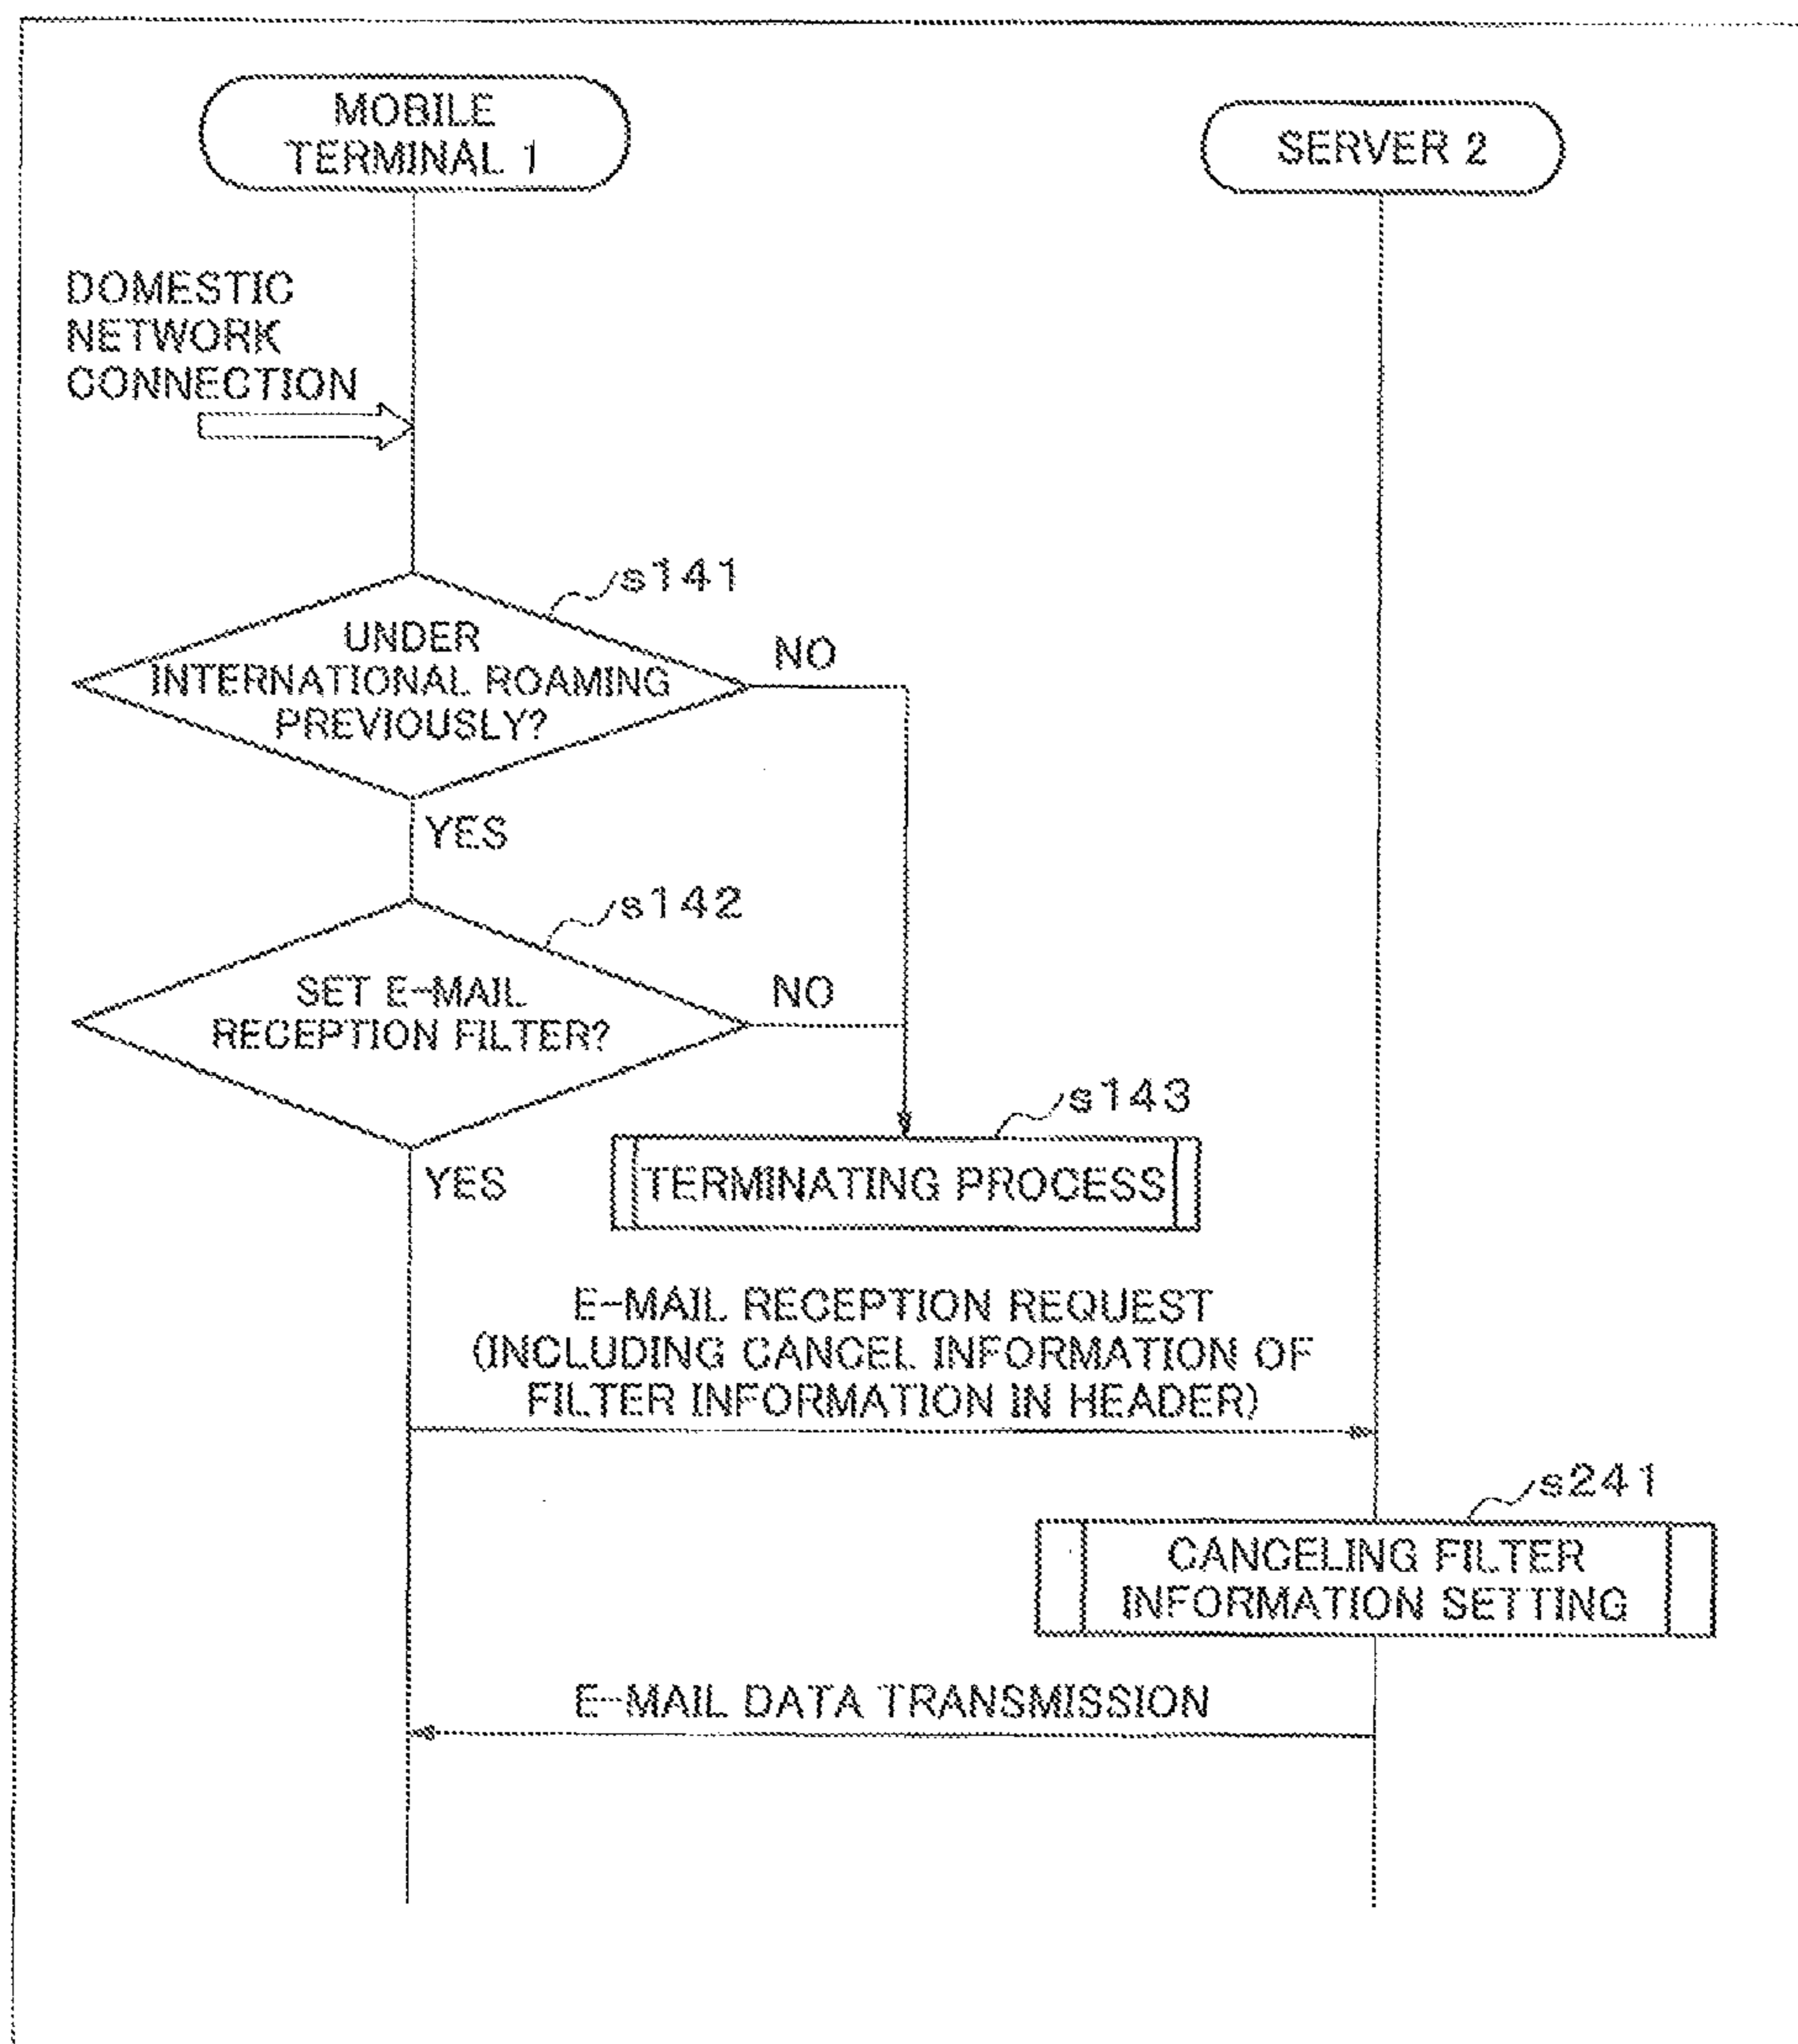 MOBILE
TERMINAL 1
SERVER 2
DOMESTIC
NETWORK
CONNECTION
s141
UNDER
INTERNATIONAL ROAMING
PREVIOUSLY?
NO
YES
s142
SET E-MAIL
RECEPTION FILTER?
NO
YES
s143
TERMINATING PROCESS
E-MAIL RECEPTION REQUEST
(INCLUDING CANCEL INFORMATION OF
FILTER INFORMATION IN HEADER)
s241
CANCELING FILTER
INFORMATION SETTING
E-MAIL DATA TRANSMISSION